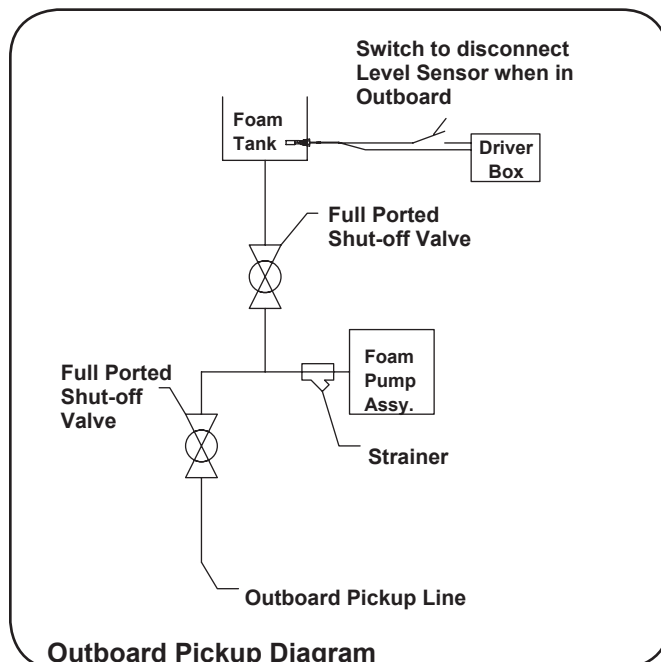 Switch to disconnect
Level Sensor when in
Outboard
Foam
Tank
Driver
Box
Full Ported
Shut-off Valve
Foam
Pump
Assy.
Full Ported
Shut-off
Valve
Strainer
Outboard Pickup Line
Outboard Pickup Diagram